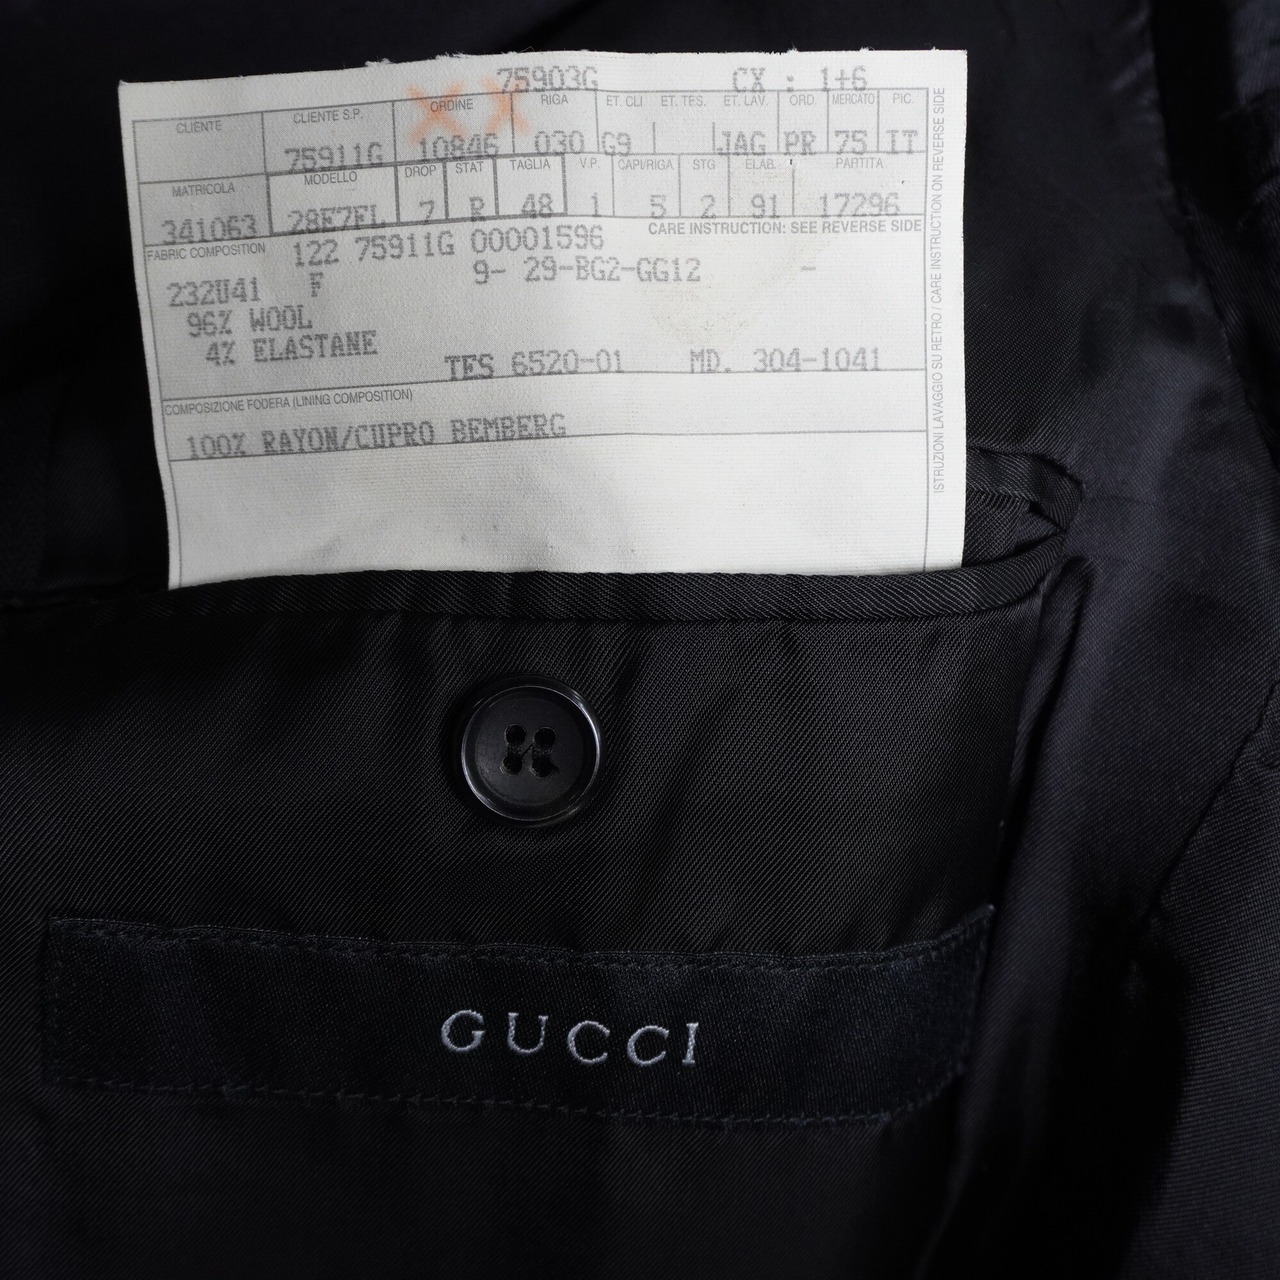 75903G CX : 1+6
CLIENTE CLIENTE S.P. ORDINE RIGA ET. CLI ET. TES. ET. LAV. ORD. MERCATO PIC.
75911G 10846 030 G9 JAG PR 75 IT
MATRICOLA MODELLO DROP STAT TAGLIA V.P. CAPI/RIGA STG ELAB. PARTITA
341063 28E7EL 7 R 48 1 5 2 91 17296
FABRIC COMPOSITION 122 75911G 00001596 CARE INSTRUCTION: SEE REVERSE SIDE
232U41 F 9- 29-BG2-GG12 -
96% WOOL
4% ELASTANE
TES 6520-01 MD. 304-1041
COMPOSIZIONE FODERA (LINING COMPOSITION)
100% RAYON/CUPRO BEMBERG
ISTRUZIONI LAVAGGIO SU RETRO / CARE INSTRUCTION ON REVERSE SIDE
GUCCI